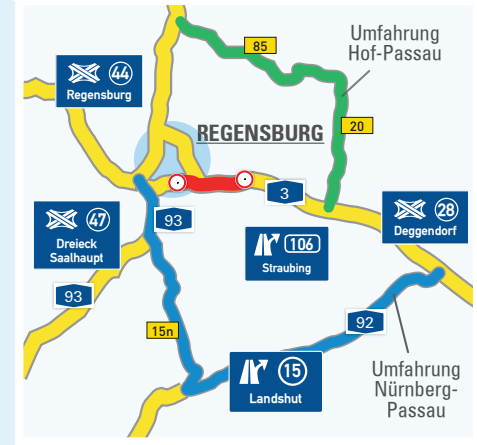 85
Umfahrung
Hof-Passau
44
Regensburg
20
REGENSBURG
3
93
47
Dreieck
Saalhaupt
106
Straubing
28
Deggendorf
93
15n
92
15
Landshut
Umfahrung
Nürnberg-
Passau